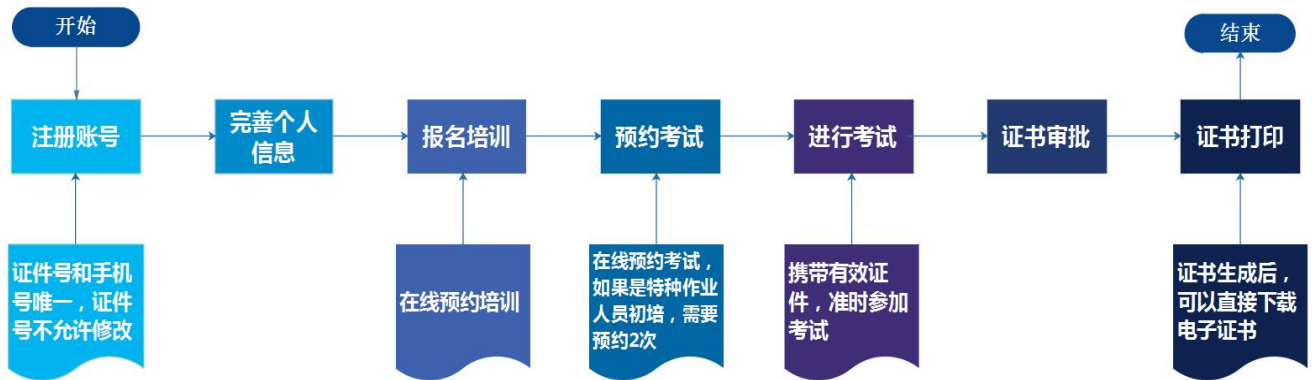 开始
结束
注册账号
完善个人
信息
报名培训
预约考试
进行考试
证书审批
证书打印
证件号和手机
号唯一，证件
号不允许修改
在线预约培训
在线预约考试，
如果是特种作业
人员初培，需要
预约2次
携带有效证
件，准时参加
考试
证书生成后，
可以直接下载
电子证书